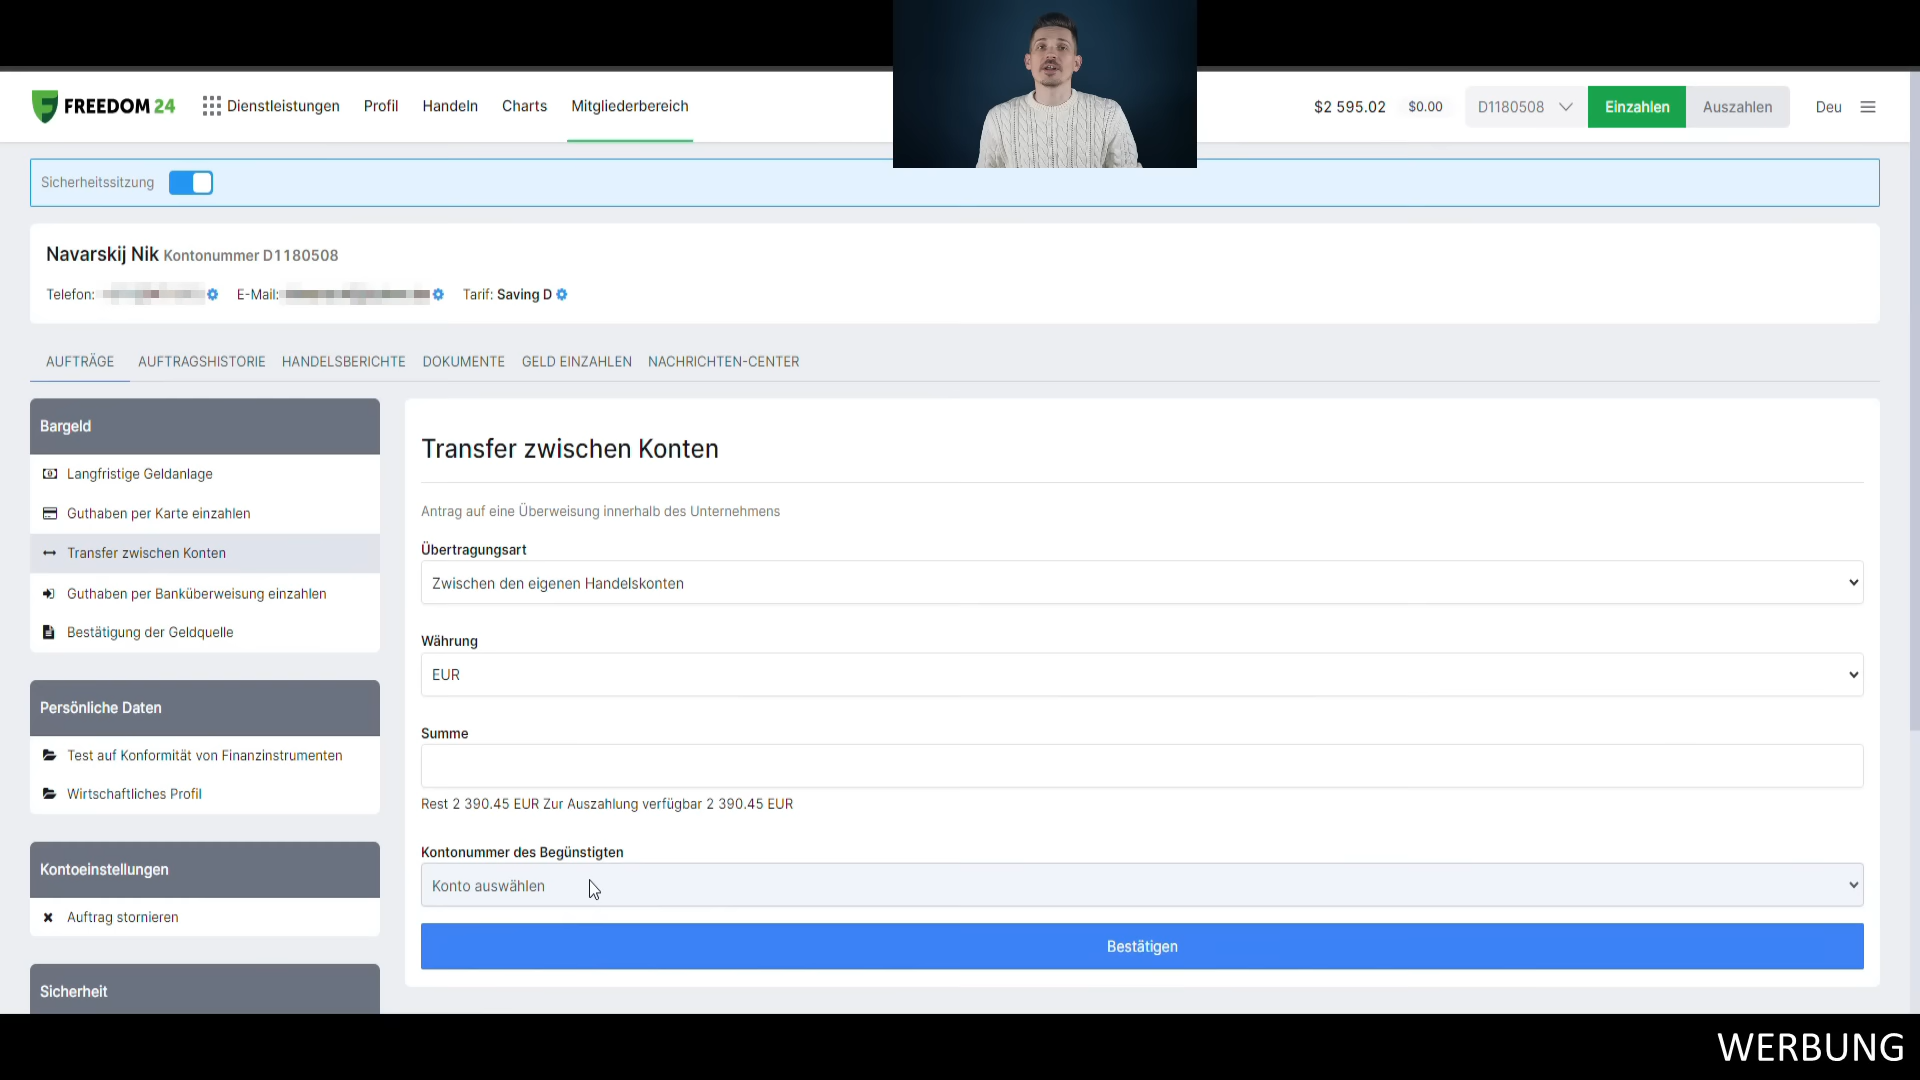 FREEDOM 24
Dienstleistungen
Profil
Handeln
Charts
Mitgliederbereich
$2 595.02
$0.00
D1180508
Einzahlen
Auszahlen
Deu
Sicherheitssitzung
Navarskij Nik Kontonummer D1180508
Telefon:
E-Mail:
Tarif: Saving D
AUFTRÄGE
AUFTRAGSHISTORIE
HANDELSBERICHTE
DOKUMENTE
GELD EINZAHLEN
NACHRICHTEN-CENTER
Bargeld
Langfristige Geldanlage
Guthaben per Karte einzahlen
Transfer zwischen Konten
Guthaben per Banküberweisung einzahlen
Bestätigung der Geldquelle
Persönliche Daten
Test auf Konformität von Finanzinstrumenten
Wirtschaftliches Profil
Kontoeinstellungen
Auftrag stornieren
Sicherheit
Transfer zwischen Konten
Antrag auf eine Überweisung innerhalb des Unternehmens
Übertragungsart
Zwischen den eigenen Handelskonten
Währung
EUR
Summe
Rest 2 390.45 EUR Zur Auszahlung verfügbar 2 390.45 EUR
Kontonummer des Begünstigten
Konto auswählen
Bestätigen
WERBUNG